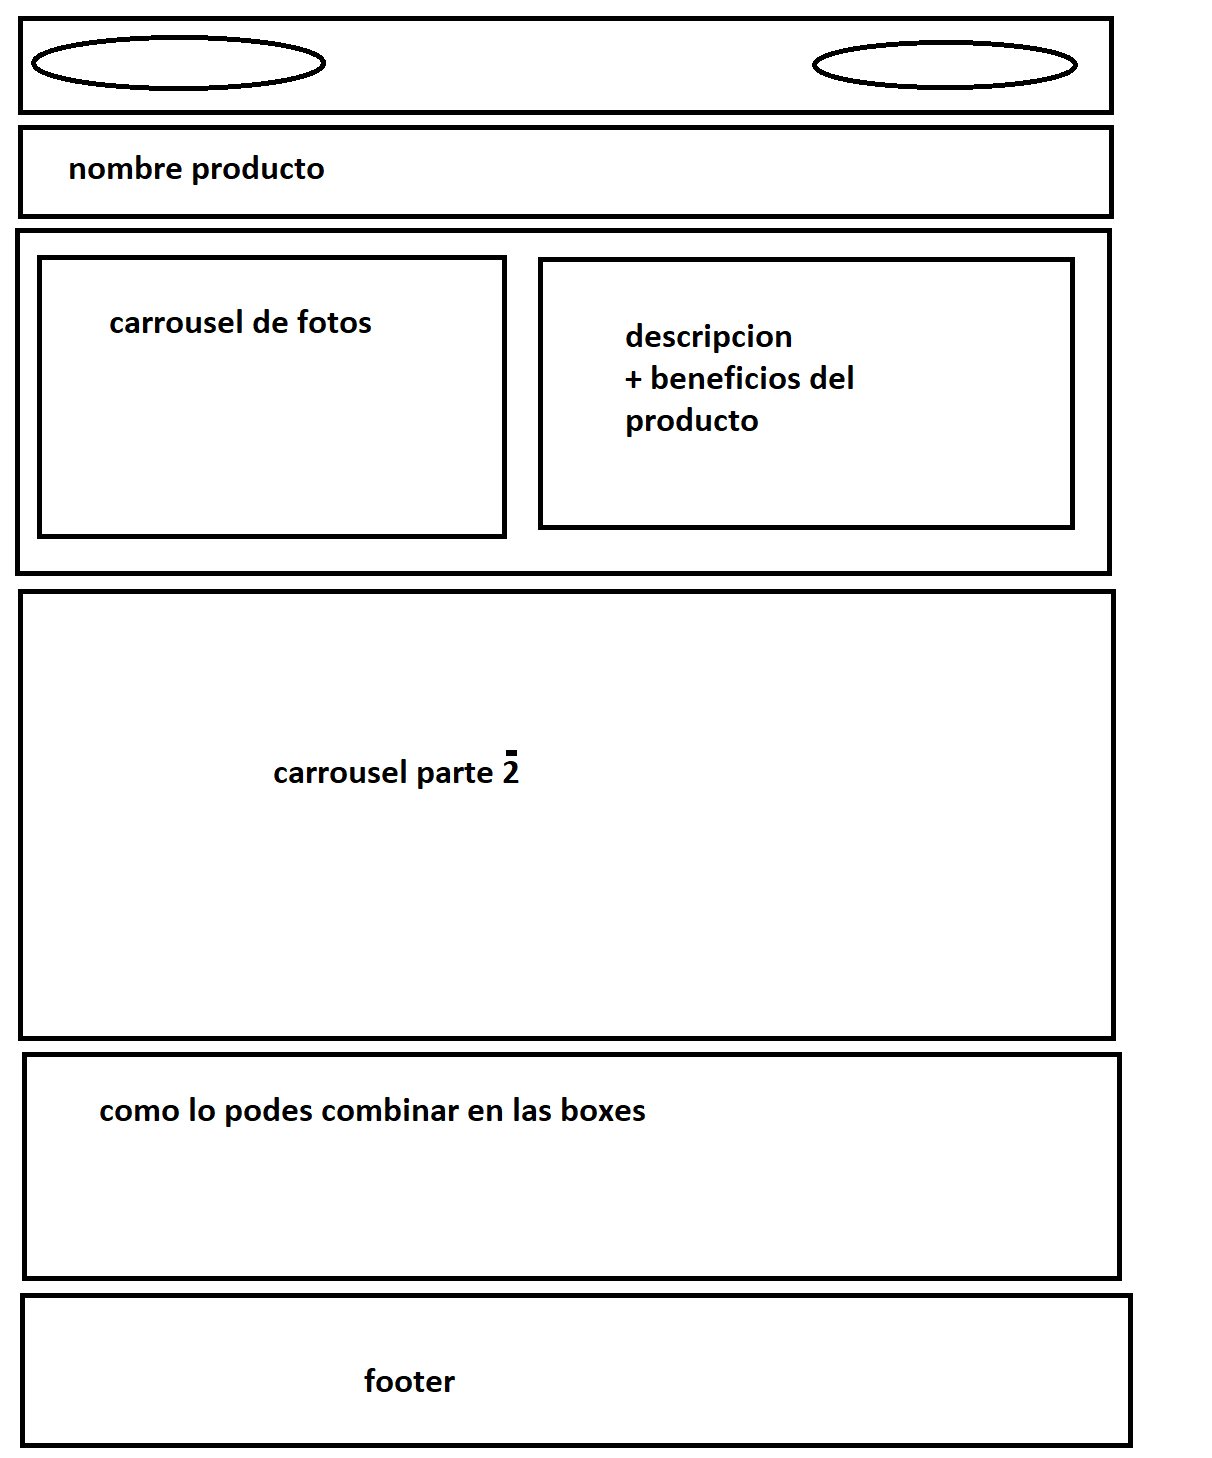 nombre producto
carrousel de fotos
descripcion
+ beneficios del
producto
carrousel parte 2
como lo podes combinar en las boxes
footer